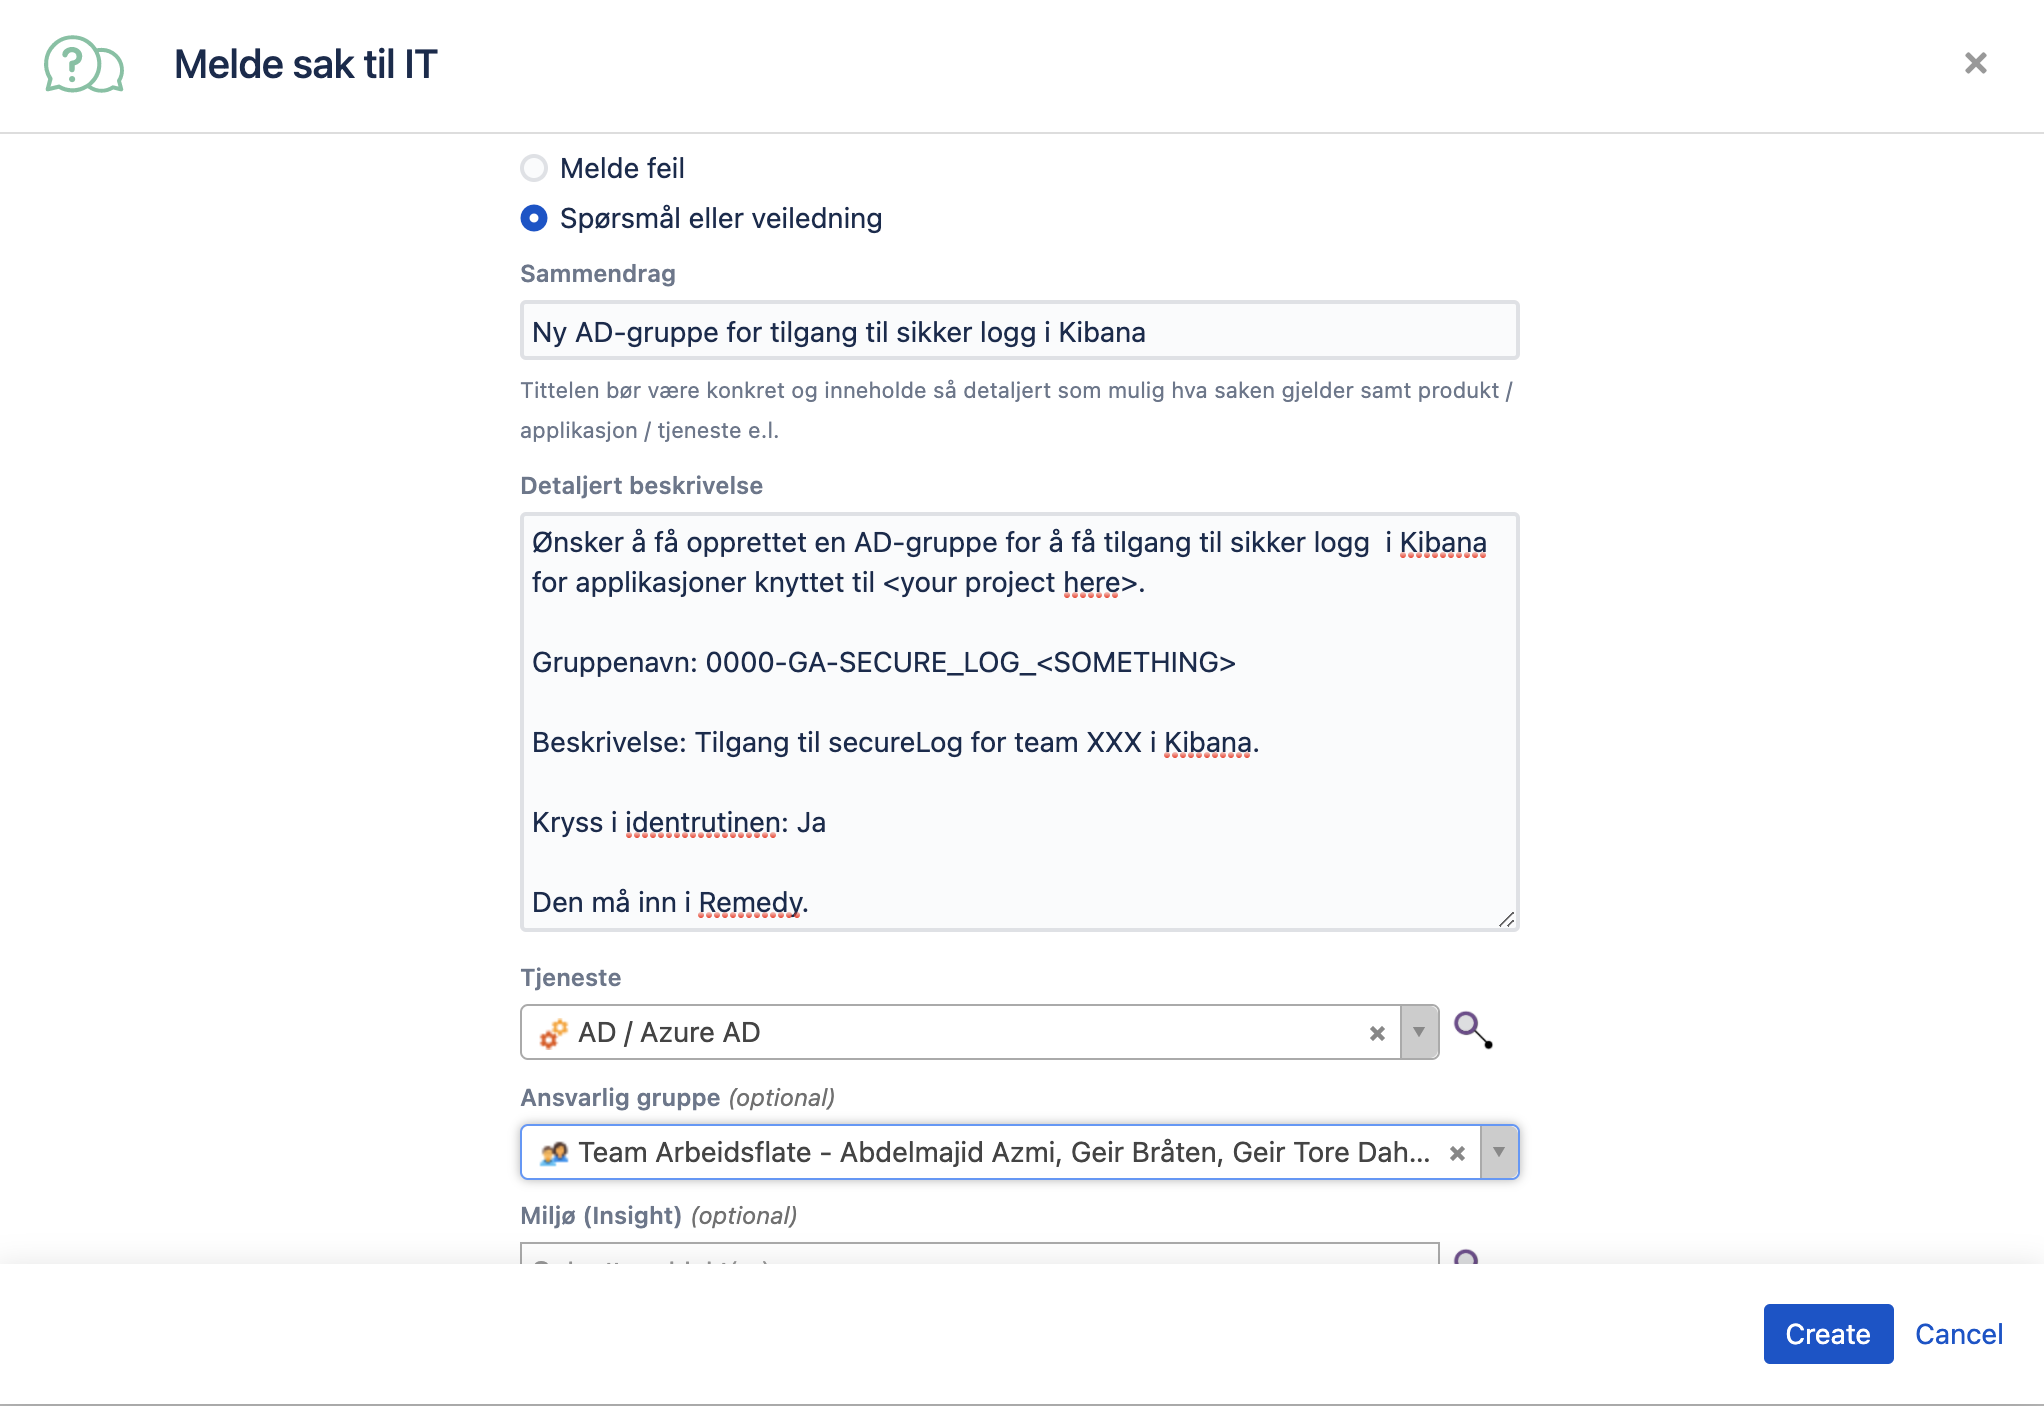 Melde sak til IT
Melde feil
Spørsmål eller veiledning
Sammendrag
Ny AD-gruppe for tilgang til sikker logg i Kibana
Tittelen bør være konkret og inneholde så detaljert som mulig hva saken gjelder samt produkt /
applikasjon / tjeneste e.l.
Detaljert beskrivelse
Ønsker å få opprettet en AD-gruppe for å få tilgang til sikker logg  i Kibana
for applikasjoner knyttet til <your project here>.
Gruppenavn: 0000-GA-SECURE_LOG_<SOMETHING>
Beskrivelse: Tilgang til secureLog for team XXX i Kibana.
Kryss i identrutinen: Ja
Den må inn i Remedy.
Tjeneste
AD / Azure AD
Ansvarlig gruppe (optional)
Team Arbeidsflate - Abdelmajid Azmi, Geir Bråten, Geir Tore Dah...
Miljø (Insight) (optional)
Create Cancel